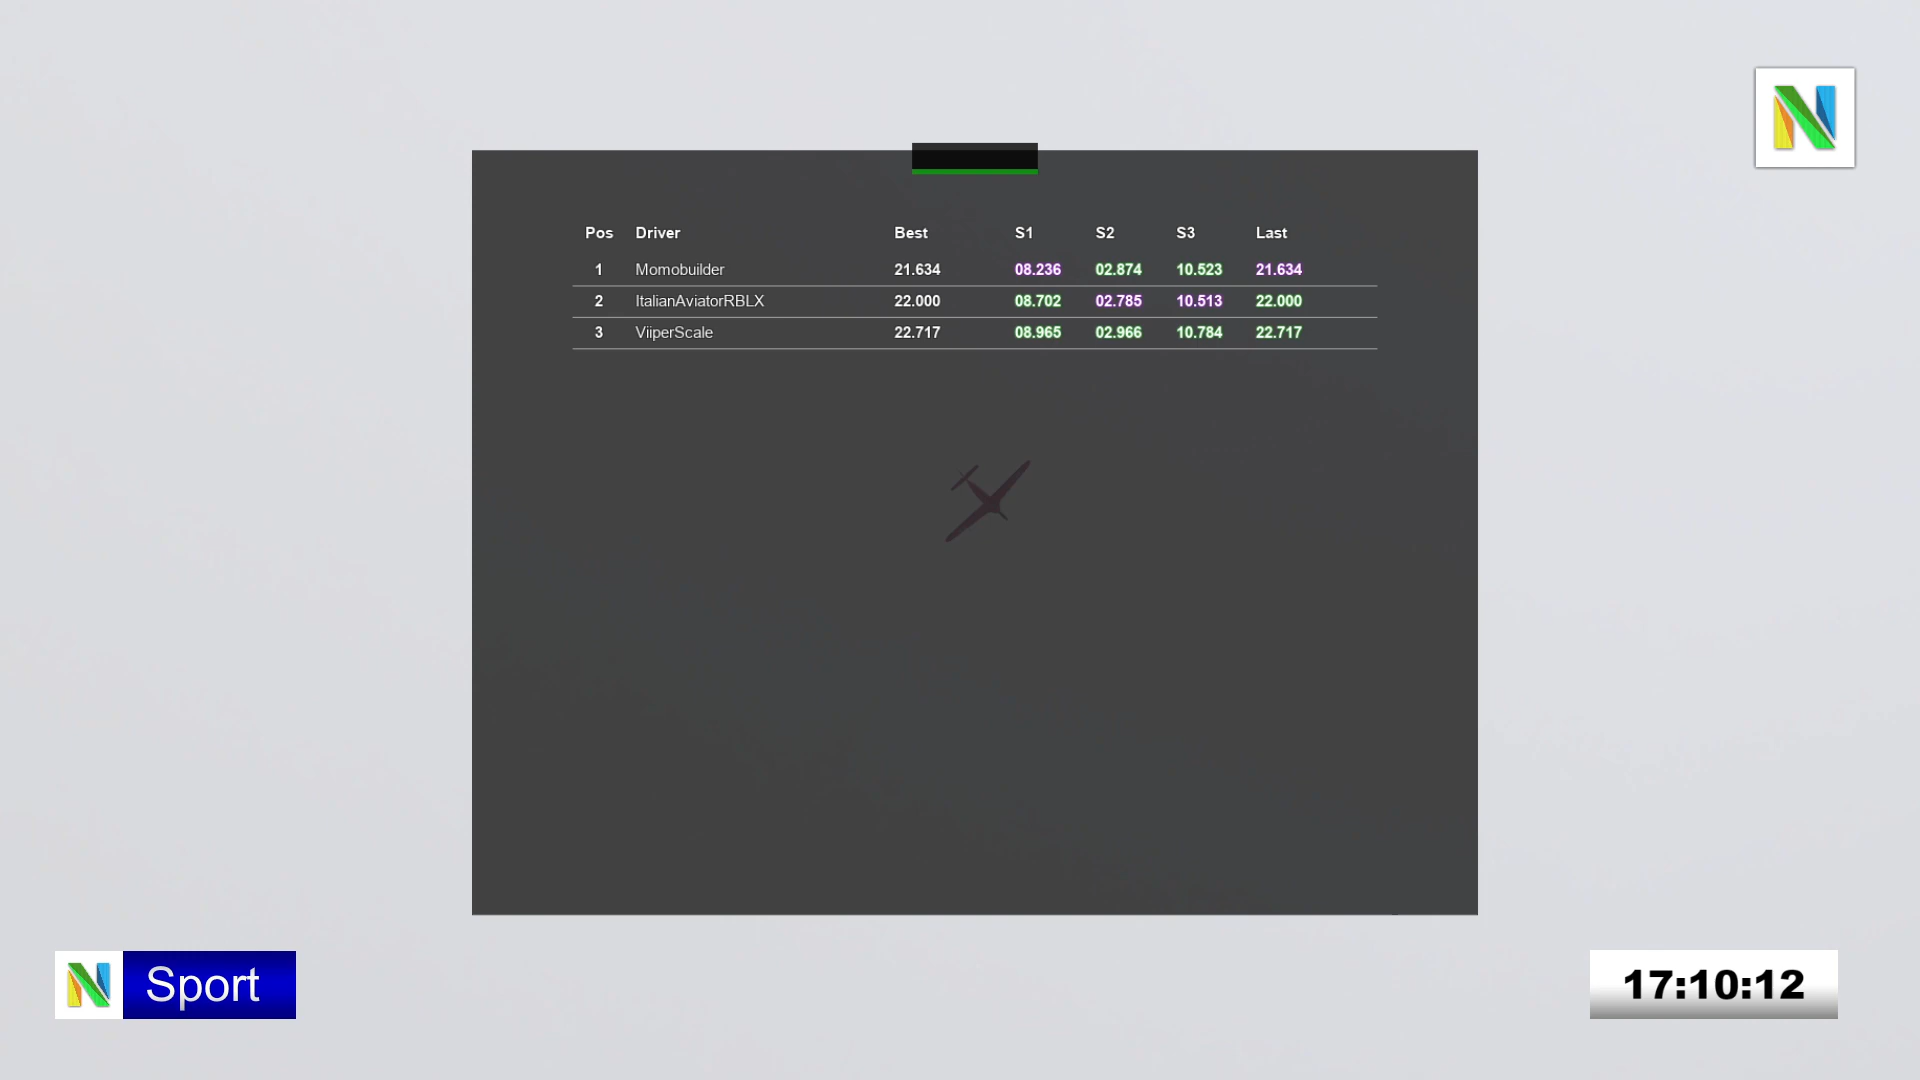 Pos Driver Best S1 S2 S3 Last
1 Momobuilder 21.634 08.236 02.874 10.523 21.634
2 ItalianAviatorRBLX 22.000 08.702 02.785 10.513 22.000
3 ViiperScale 22.717 08.965 02.966 10.784 22.717
N Sport
17:10:12